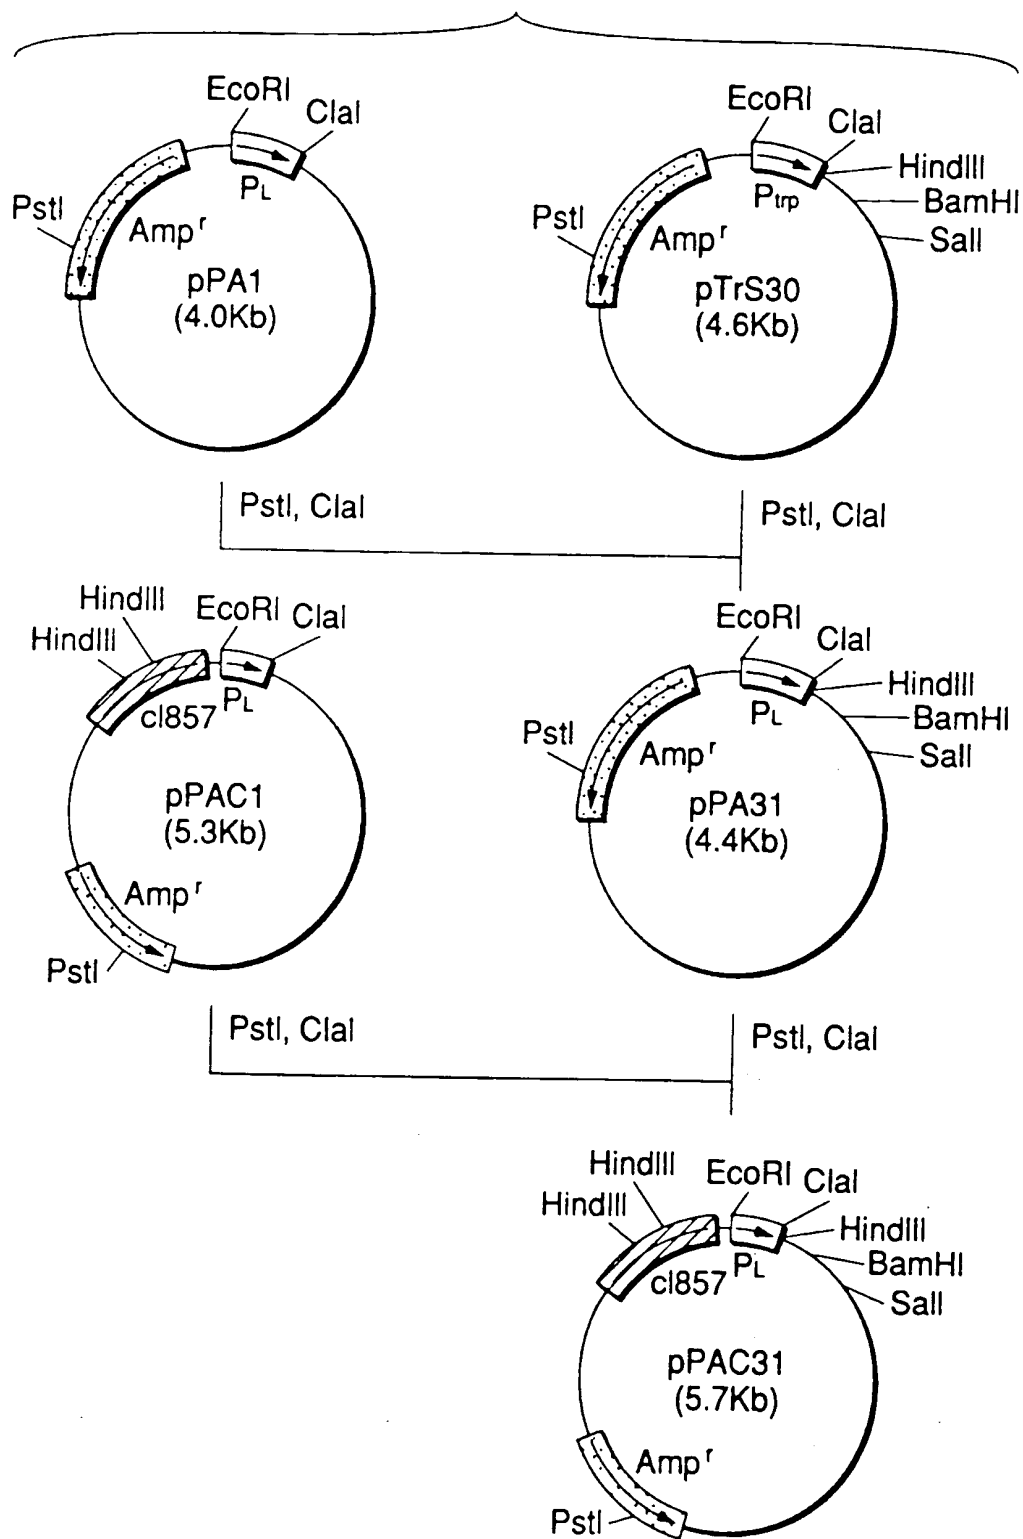 EcoRI
ClaI
PstI
PL
Amp r
pPA1
(4.0Kb)
EcoRI
ClaI
HindIII
BamHI
SalI
PstI
Ptrp
Amp r
pTrS30
(4.6Kb)
PstI, ClaI
PstI, ClaI
HindIII
HindIII
EcoRI
ClaI
cI857
PL
pPAC1
(5.3Kb)
Amp r
PstI
EcoRI
ClaI
HindIII
BamHI
SalI
PstI
PL
Amp r
pPA31
(4.4Kb)
PstI, ClaI
PstI, ClaI
HindIII
HindIII
EcoRI
ClaI
HindIII
BamHI
SalI
cI857
PL
pPAC31
(5.7Kb)
Amp r
PstI